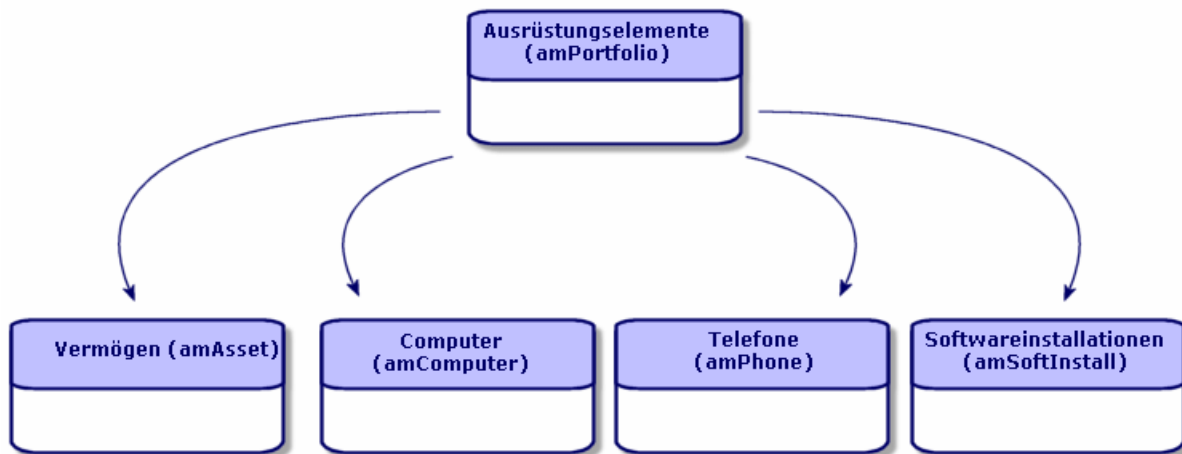 Ausrüstungselemente
(amPortfolio)
Vermögen (amAsset)
Computer
(amComputer)
Telefone
(amPhone)
Softwareinstallationen
(amSoftInstall)